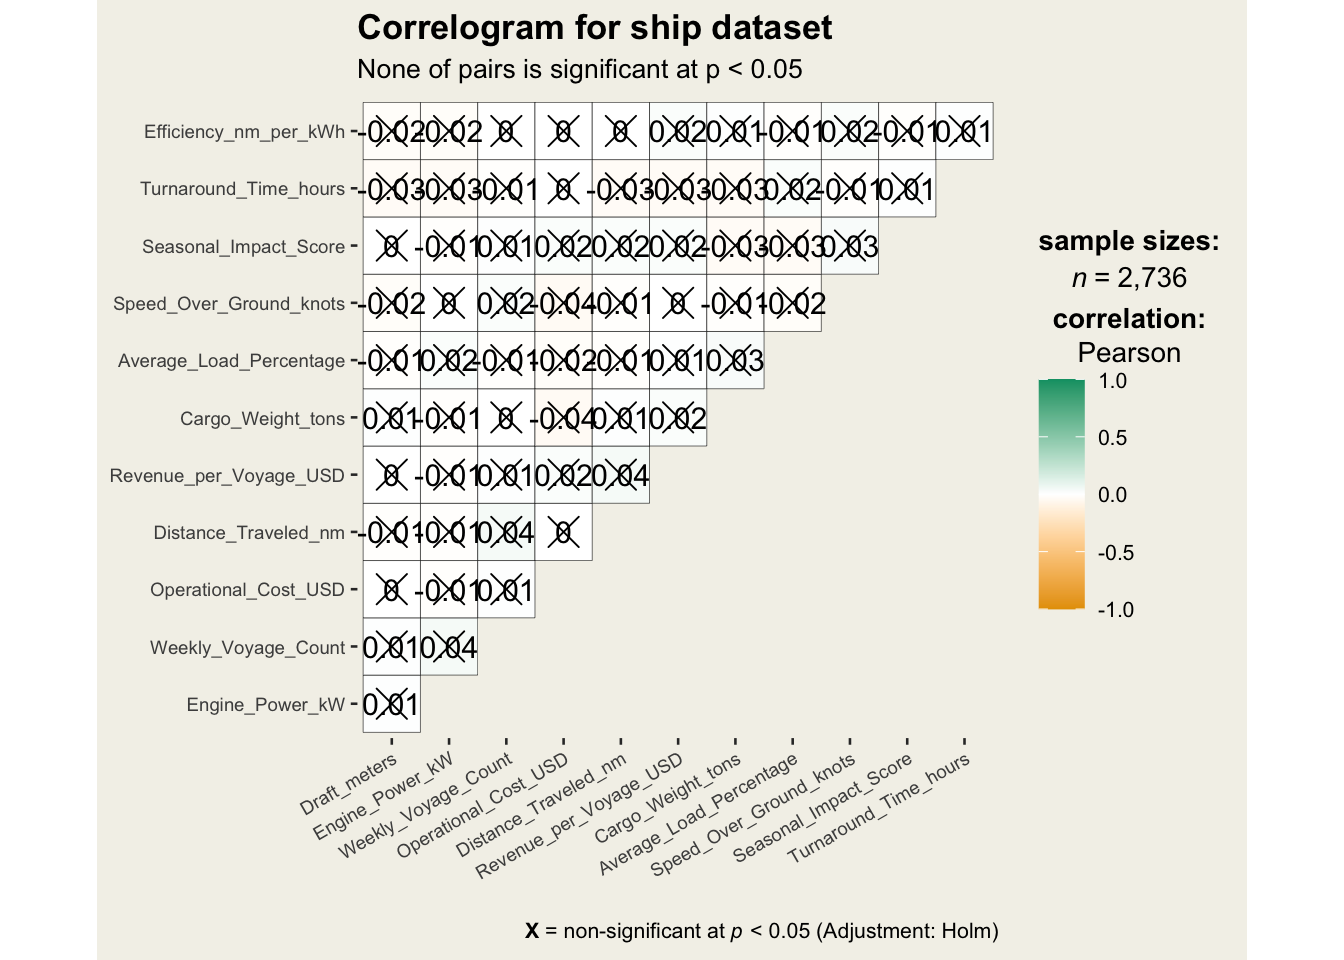 Correlogram for ship dataset
None of pairs is significant at p < 0.05
Efficiency_nm_per_kWh -0.02 -0.02 0 0 0 0.02 0.01 -0.01 0.02 -0.01 0.01
Turnaround_Time_hours -0.03 -0.03 -0.01 0 -0.03 -0.03 -0.03 0.02 -0.01 0.01
Seasonal_Impact_Score 0 -0.01 0.01 0.02 0.02 0.02 -0.03 -0.03 0.03
Speed_Over_Ground_knots -0.02 0 0.02 -0.04 -0.01 0 -0.01 -0.02
Average_Load_Percentage -0.01 0.02 -0.01 -0.02 -0.01 0.01 0.03
Cargo_Weight_tons 0.01 -0.01 0 -0.04 0.01 0.02
Revenue_per_Voyage_USD 0 -0.01 0.01 0.02 0.04
Distance_Traveled_nm -0.01 -0.01 0.04 0
Operational_Cost_USD 0 -0.01 0.01
Weekly_Voyage_Count 0.01 0.04
Engine_Power_kW 0.01
Draft_meters
Engine_Power_kW
Weekly_Voyage_Count
Operational_Cost_USD
Distance_Traveled_nm
Revenue_per_Voyage_USD
Cargo_Weight_tons
Average_Load_Percentage
Speed_Over_Ground_knots
Seasonal_Impact_Score
Turnaround_Time_hours
sample sizes:
n = 2,736
correlation:
Pearson
1.0
0.5
0.0
-0.5
-1.0
X = non-significant at p < 0.05 (Adjustment: Holm)